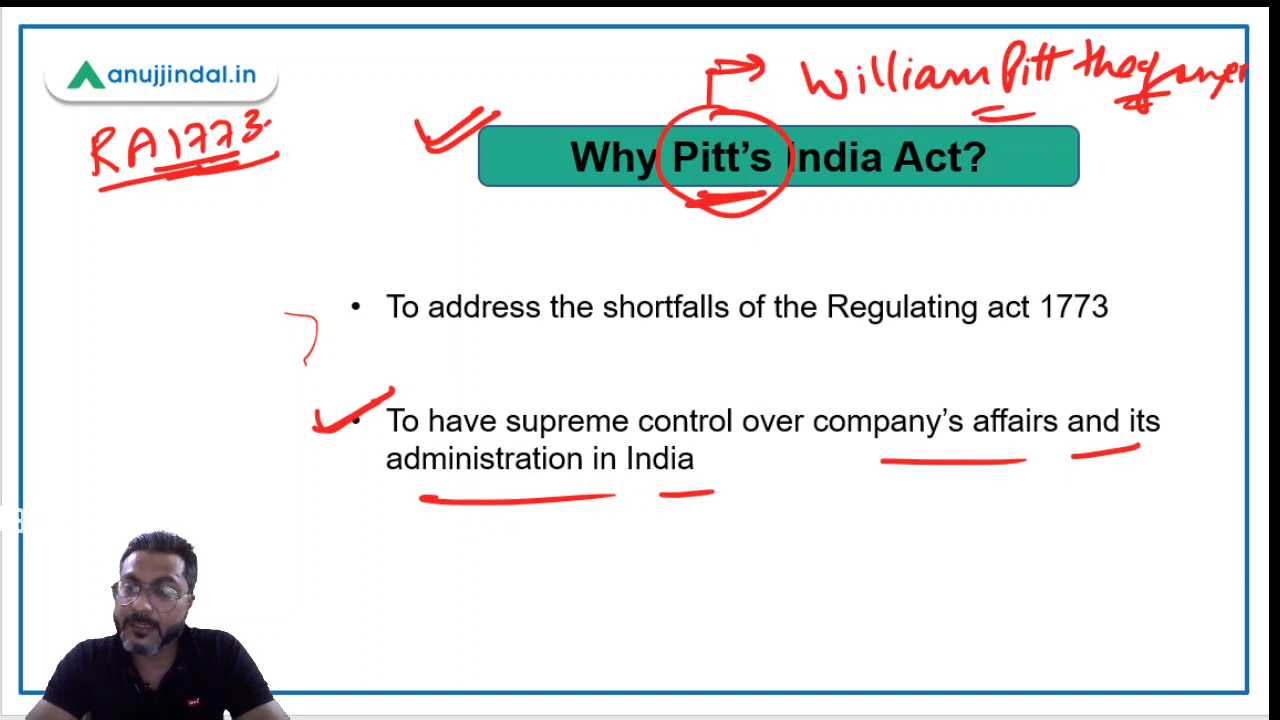 anujjindal.in
William Pitt the younger
RA 1773
Why Pitt's India Act?
• To address the shortfalls of the Regulating act 1773
• To have supreme control over company's affairs and its
administration in India